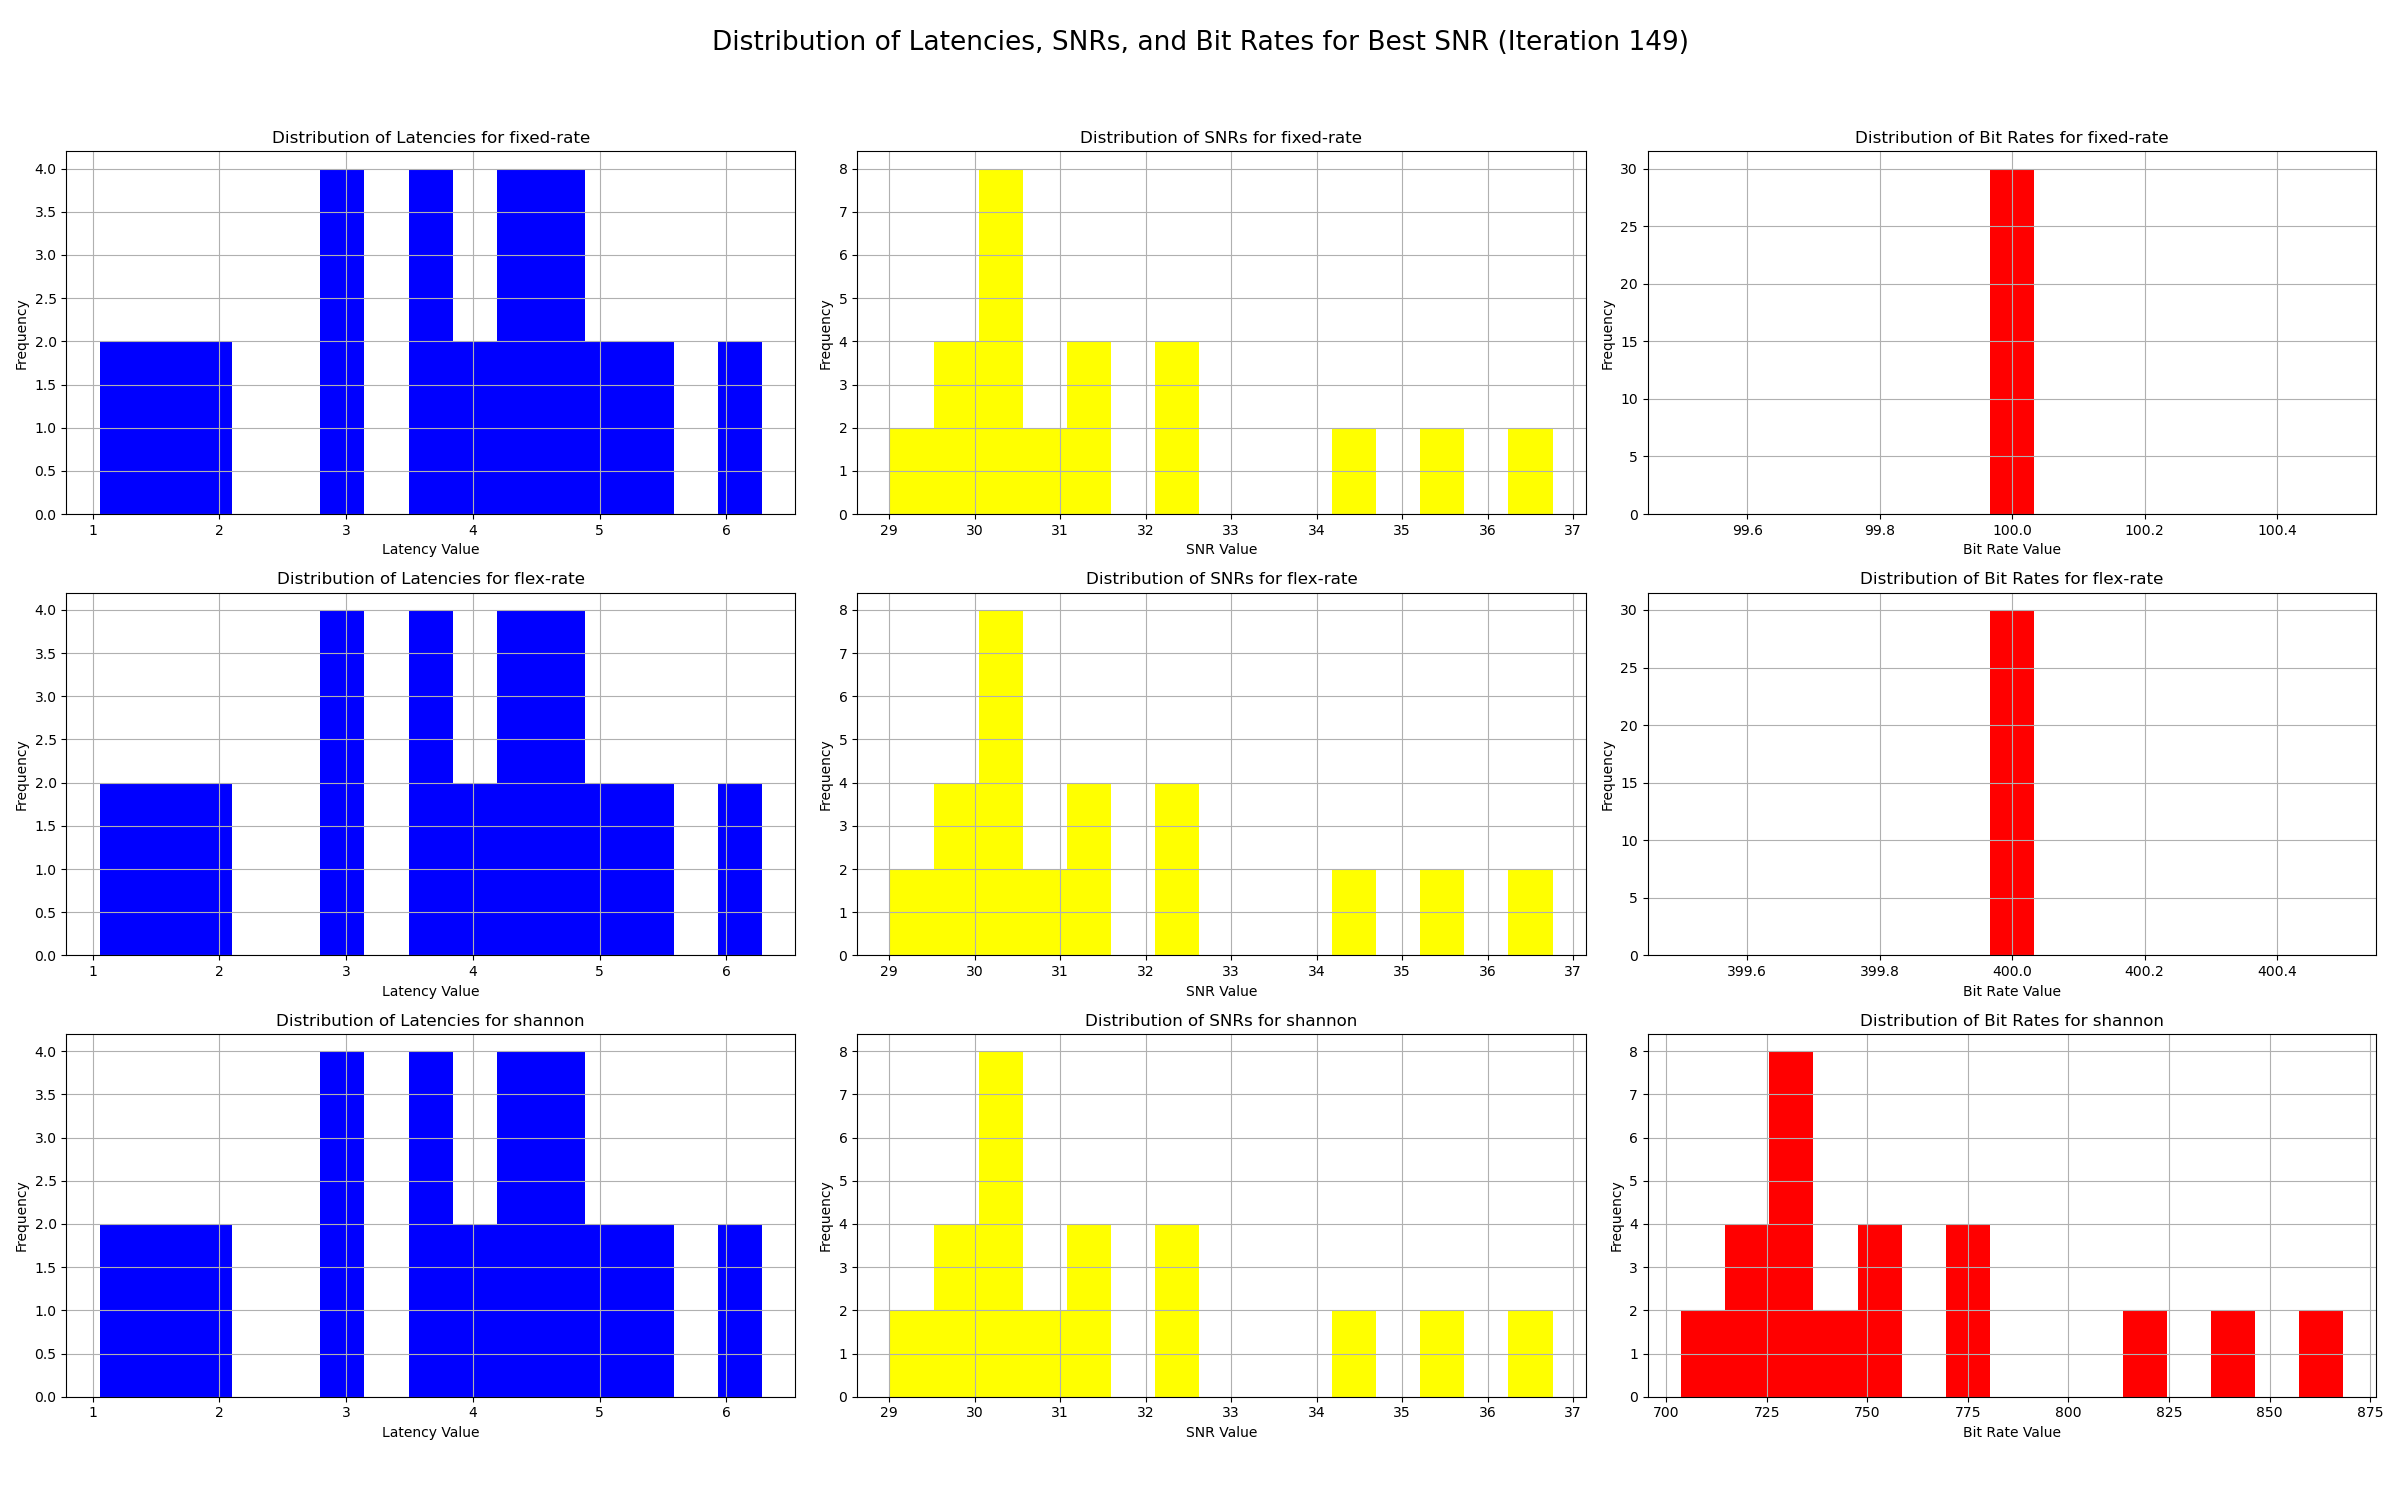 Distribution of Latencies, SNRs, and Bit Rates for Best SNR (Iteration 149)
Distribution of Latencies for fixed-rate
Frequency
4.0
3.5
3.0
2.5
2.0
1.5
1.0
0.5
0.0
1 2 3 4 5 6
Latency Value
Distribution of SNRs for fixed-rate
Frequency
8
7
6
5
4
3
2
1
0
29 30 31 32 33 34 35 36 37
SNR Value
Distribution of Bit Rates for fixed-rate
Frequency
30
25
20
15
10
5
0
99.6 99.8 100.0 100.2 100.4
Bit Rate Value
Distribution of Latencies for flex-rate
Frequency
4.0
3.5
3.0
2.5
2.0
1.5
1.0
0.5
0.0
1 2 3 4 5 6
Latency Value
Distribution of SNRs for flex-rate
Frequency
8
7
6
5
4
3
2
1
0
29 30 31 32 33 34 35 36 37
SNR Value
Distribution of Bit Rates for flex-rate
Frequency
30
25
20
15
10
5
0
399.6 399.8 400.0 400.2 400.4
Bit Rate Value
Distribution of Latencies for shannon
Frequency
4.0
3.5
3.0
2.5
2.0
1.5
1.0
0.5
0.0
1 2 3 4 5 6
Latency Value
Distribution of SNRs for shannon
Frequency
8
7
6
5
4
3
2
1
0
29 30 31 32 33 34 35 36 37
SNR Value
Distribution of Bit Rates for shannon
Frequency
8
7
6
5
4
3
2
1
0
700 725 750 775 800 825 850 875
Bit Rate Value